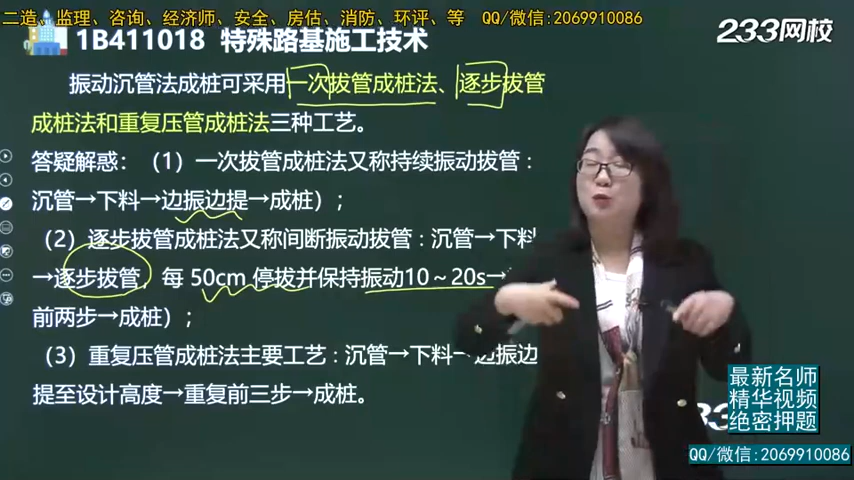 二造、监理、咨询、经济师、安全、房估、消防、环评、等 QQ/微信:2069910086
1B411018 特殊路基施工技术
233网校
振动沉管法成桩可采用一次拔管成桩法、逐步拔管
成桩法和重复压管成桩法三种工艺。
答疑解惑：（1）一次拔管成桩法又称持续振动拔管：
沉管→下料→边振边提→成桩）；
（2）逐步拔管成桩法又称间断振动拔管：沉管→下料
→逐步拔管，每 50cm 停拔并保持振动10～20s→
前两步→成桩）；
（3）重复压管成桩法主要工艺：沉管→下料→边振边
提至设计高度→重复前三步→成桩。
最新名师
精华视频
绝密押题
QQ/微信:2069910086